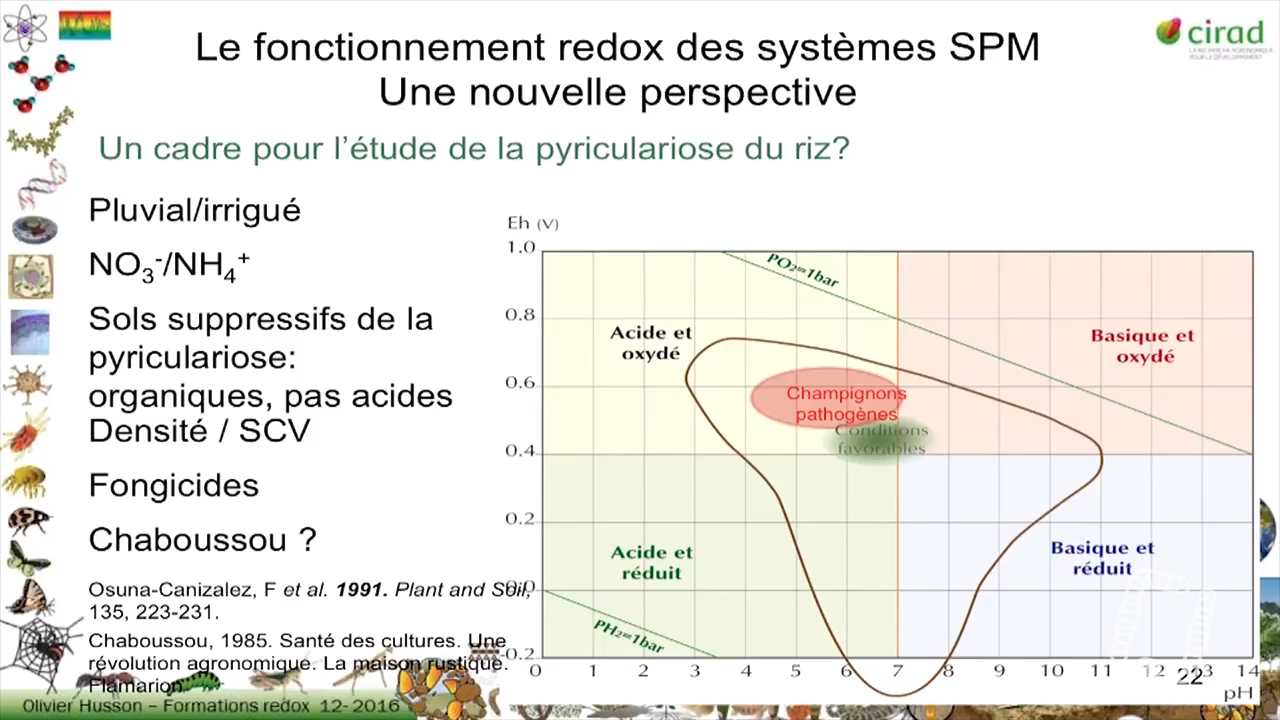 Le fonctionnement redox des systèmes SPM
Une nouvelle perspective
cirad
LA RECHERCHE AGRONOMIQUE
POUR LE DÉVELOPPEMENT
Un cadre pour l'étude de la pyriculariose du riz?
Pluvial/irrigué
NO3-/NH4+
Sols suppressifs de la
pyriculariose:
organiques, pas acides
Densité / SCV
Fongicides
Chaboussou ?
Osuna-Canizalez, F et al. 1991. Plant and Soil,
135, 223-231.
Chaboussou, 1985. Santé des cultures. Une
révolution agronomique. La maison rustique.
Flamarion.
Eh (V)
1.0
0.8
0.6
0.4
0.2
0.0
-0.2
PO2=1bar
Acide et
oxydé
Basique et
oxydé
Champignons
pathogènes
Conditions
favorables
Acide et
réduit
Basique et
réduit
PH2=1bar
0 1 2 3 4 5 6 7 8 9 10 11 12 13 14
pH
22
Olivier Husson – Formations redox 12- 2016